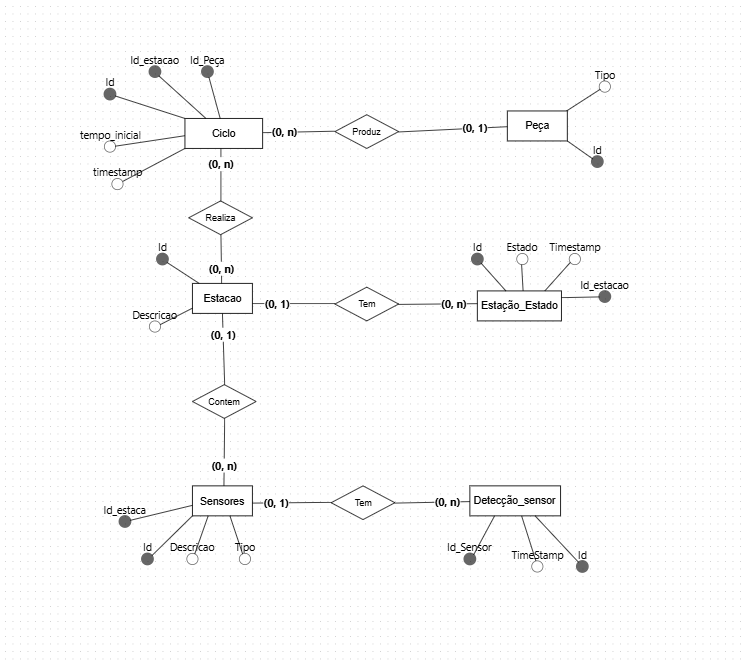 Id_estacao
Id_Peça
Id
Tipo
Ciclo
(0, n)
Produz
(0, 1)
Peça
tempo_inicial
Id
timestamp
(0, n)
Realiza
Id
Id
Estado
Timestamp
(0, n)
Id_estacao
Estacao
(0, 1)
Tem
(0, n)
Estação_Estado
Descricao
(0, 1)
Contem
(0, n)
Sensores
(0, 1)
Tem
(0, n)
Detecção_sensor
Id_estaca
Id
Descricao
Tipo
Id_Sensor
TimeStamp
Id